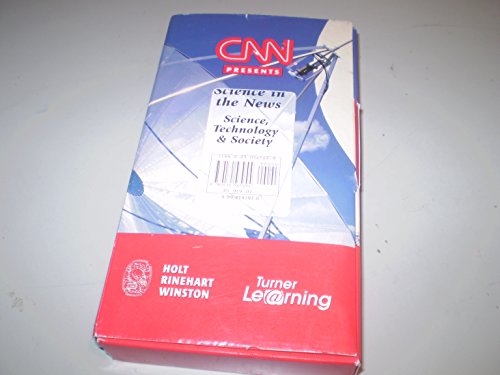 CNN
PRESENTS
Science in
the News
Science,
Technology
& Society
HOLT
RINEHART
WINSTON
Turner
Le@rning